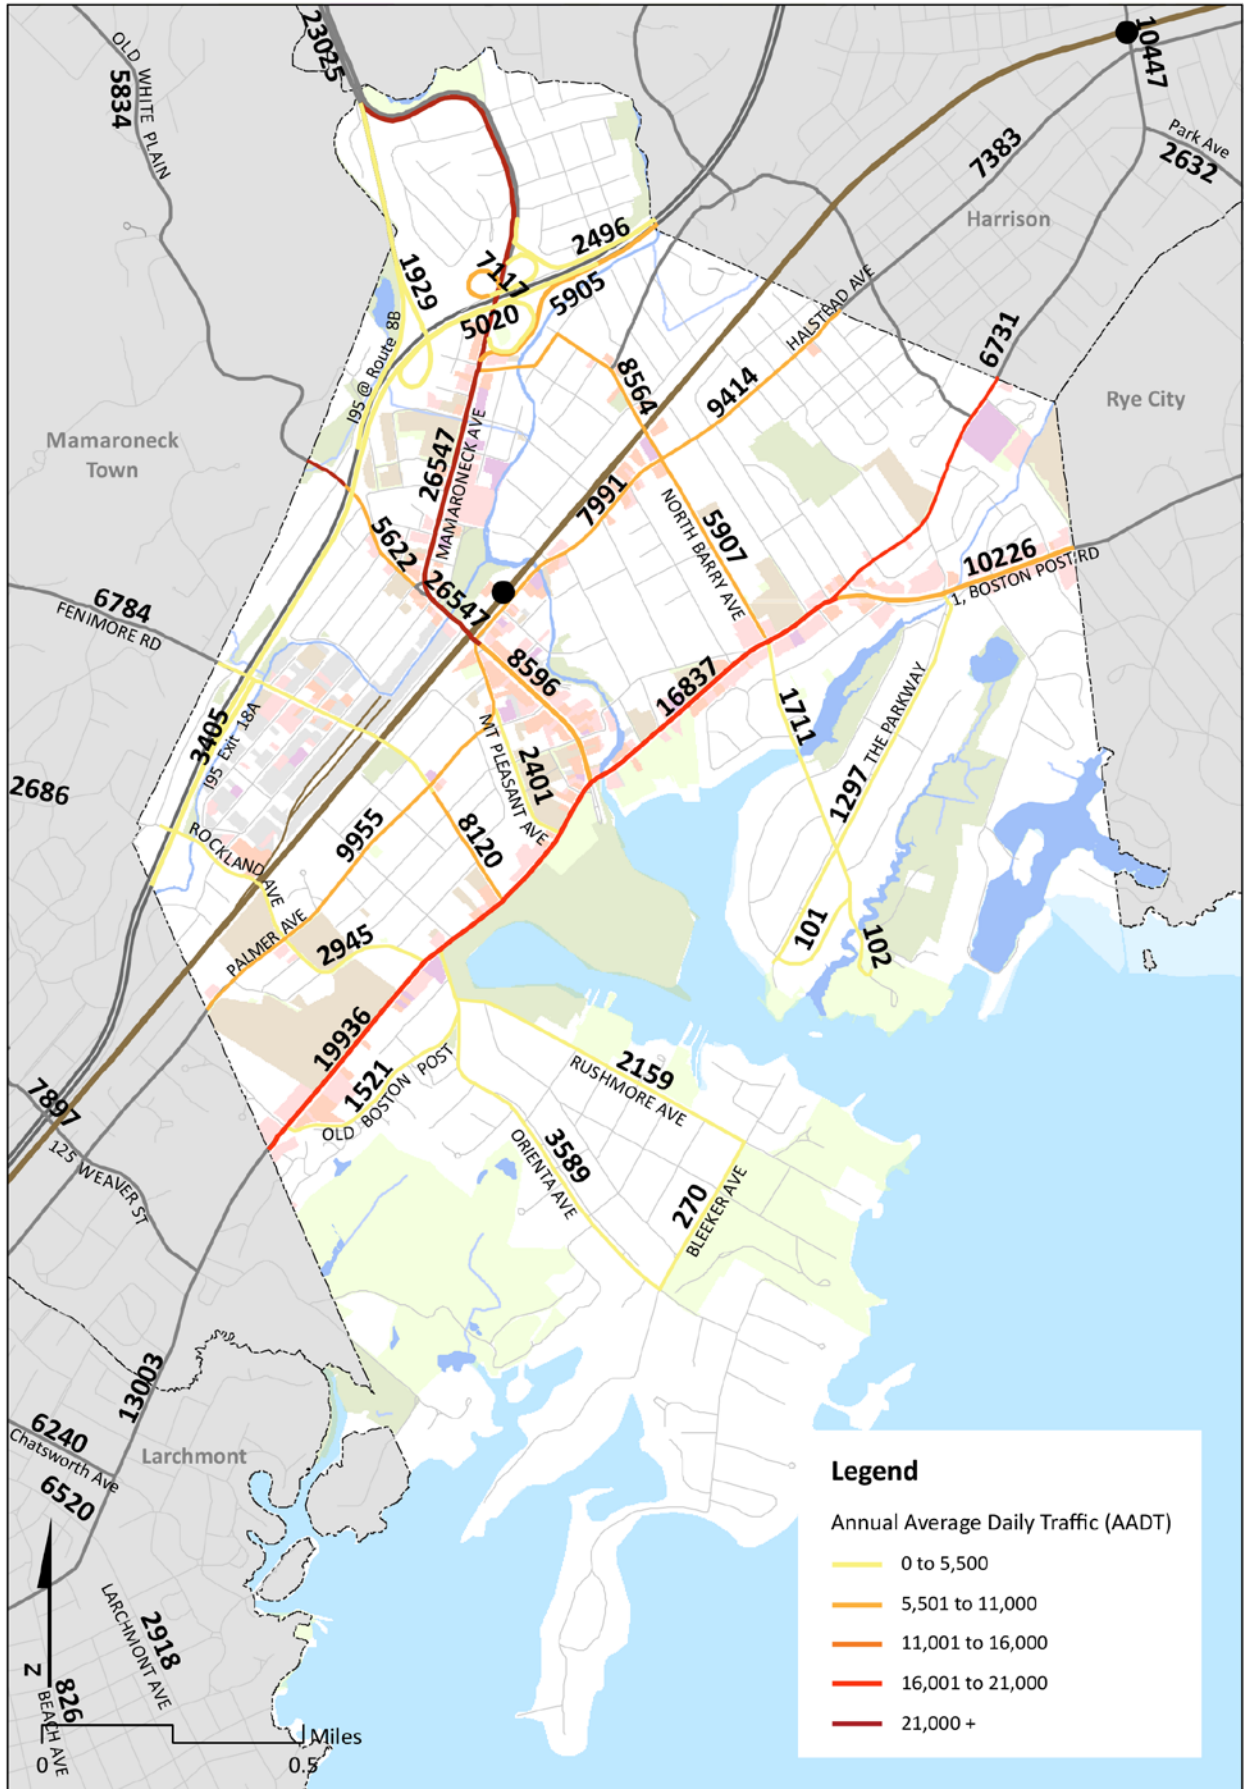 23025
10447
OLD WHITE PLAIN
5834
Park Ave
2632
7383
Harrison
2496
7117
1929
5905
5020
HALSTEAD AVE
6731
I95 @ Route 8B
8564
9414
Rye City
Mamaroneck
Town
26547
MAMARONECK AVE
7991
5622
NORTH BARRY AVE
5907
10226
1, BOSTON POST RD
26547
6784
FENIMORE RD
8596
16837
1711
THE PARKWAY
1297
3405
I95 Exit 18A
MT PLEASANT AVE
2401
2686
ROCKLAND AVE
9955
8120
PALMER AVE
2945
101
102
19936
1521
OLD BOSTON POST
2159
RUSHMORE AVE
7897
125 WEAVER ST
3589
ORIENTA AVE
270
BLEEKER AVE
13003
6240
Chatsworth Ave
6520
Larchmont
LARCHMONT AVE
2918
826
BEACH AVE
N
Miles
0
0.5
Legend
Annual Average Daily Traffic (AADT)
0 to 5,500
5,501 to 11,000
11,001 to 16,000
16,001 to 21,000
21,000 +